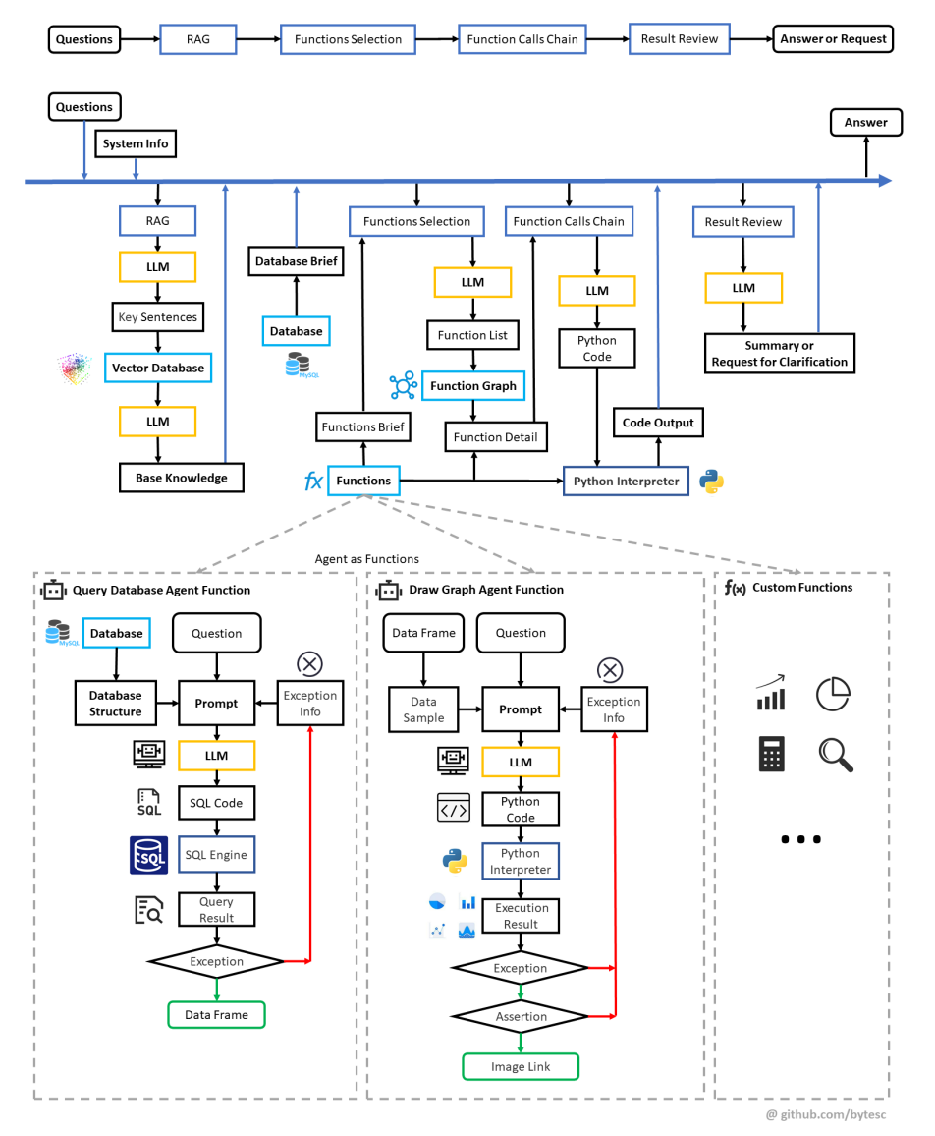 Questions
RAG
Functions Selection
Function Calls Chain
Result Review
Answer or Request
Questions
System Info
Answer
RAG
Functions Selection
Function Calls Chain
Result Review
LLM
Database Brief
LLM
LLM
LLM
Key Sentences
Database
MySQL
Function List
Python
Code
Summary or
Request for Clarification
Vector Database
Function Graph
LLM
Functions Brief
Function Detail
Code Output
Base Knowledge
fx
Functions
Python Interpreter
Agent as Functions
Query Database Agent Function
Database
MySQL
Question
Database
Structure
Prompt
Exception
Info
LLM
SQL
SQL Code
SQL
SQL Engine
Query
Result
Exception
Data Frame
Draw Graph Agent Function
Data Frame
Question
Data
Sample
Prompt
Exception
Info
LLM
</>
Python
Code
Python
Interpreter
Execution
Result
Exception
Assertion
Image Link
f(x)
Custom Functions
...
@ github.com/bytesc